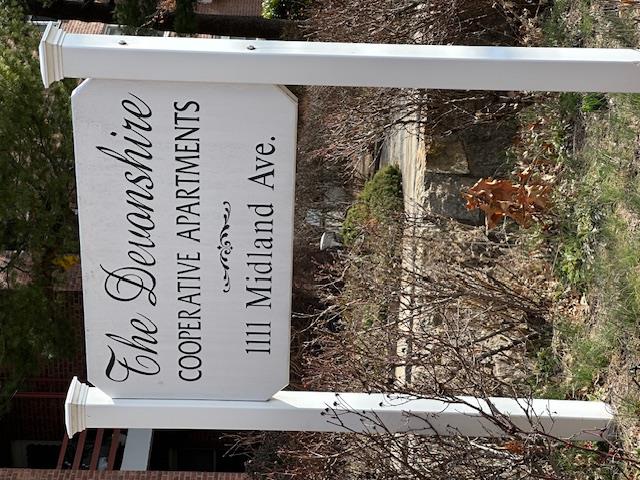 The Devonshire
COOPERATIVE APARTMENTS
1111 Midland Ave.